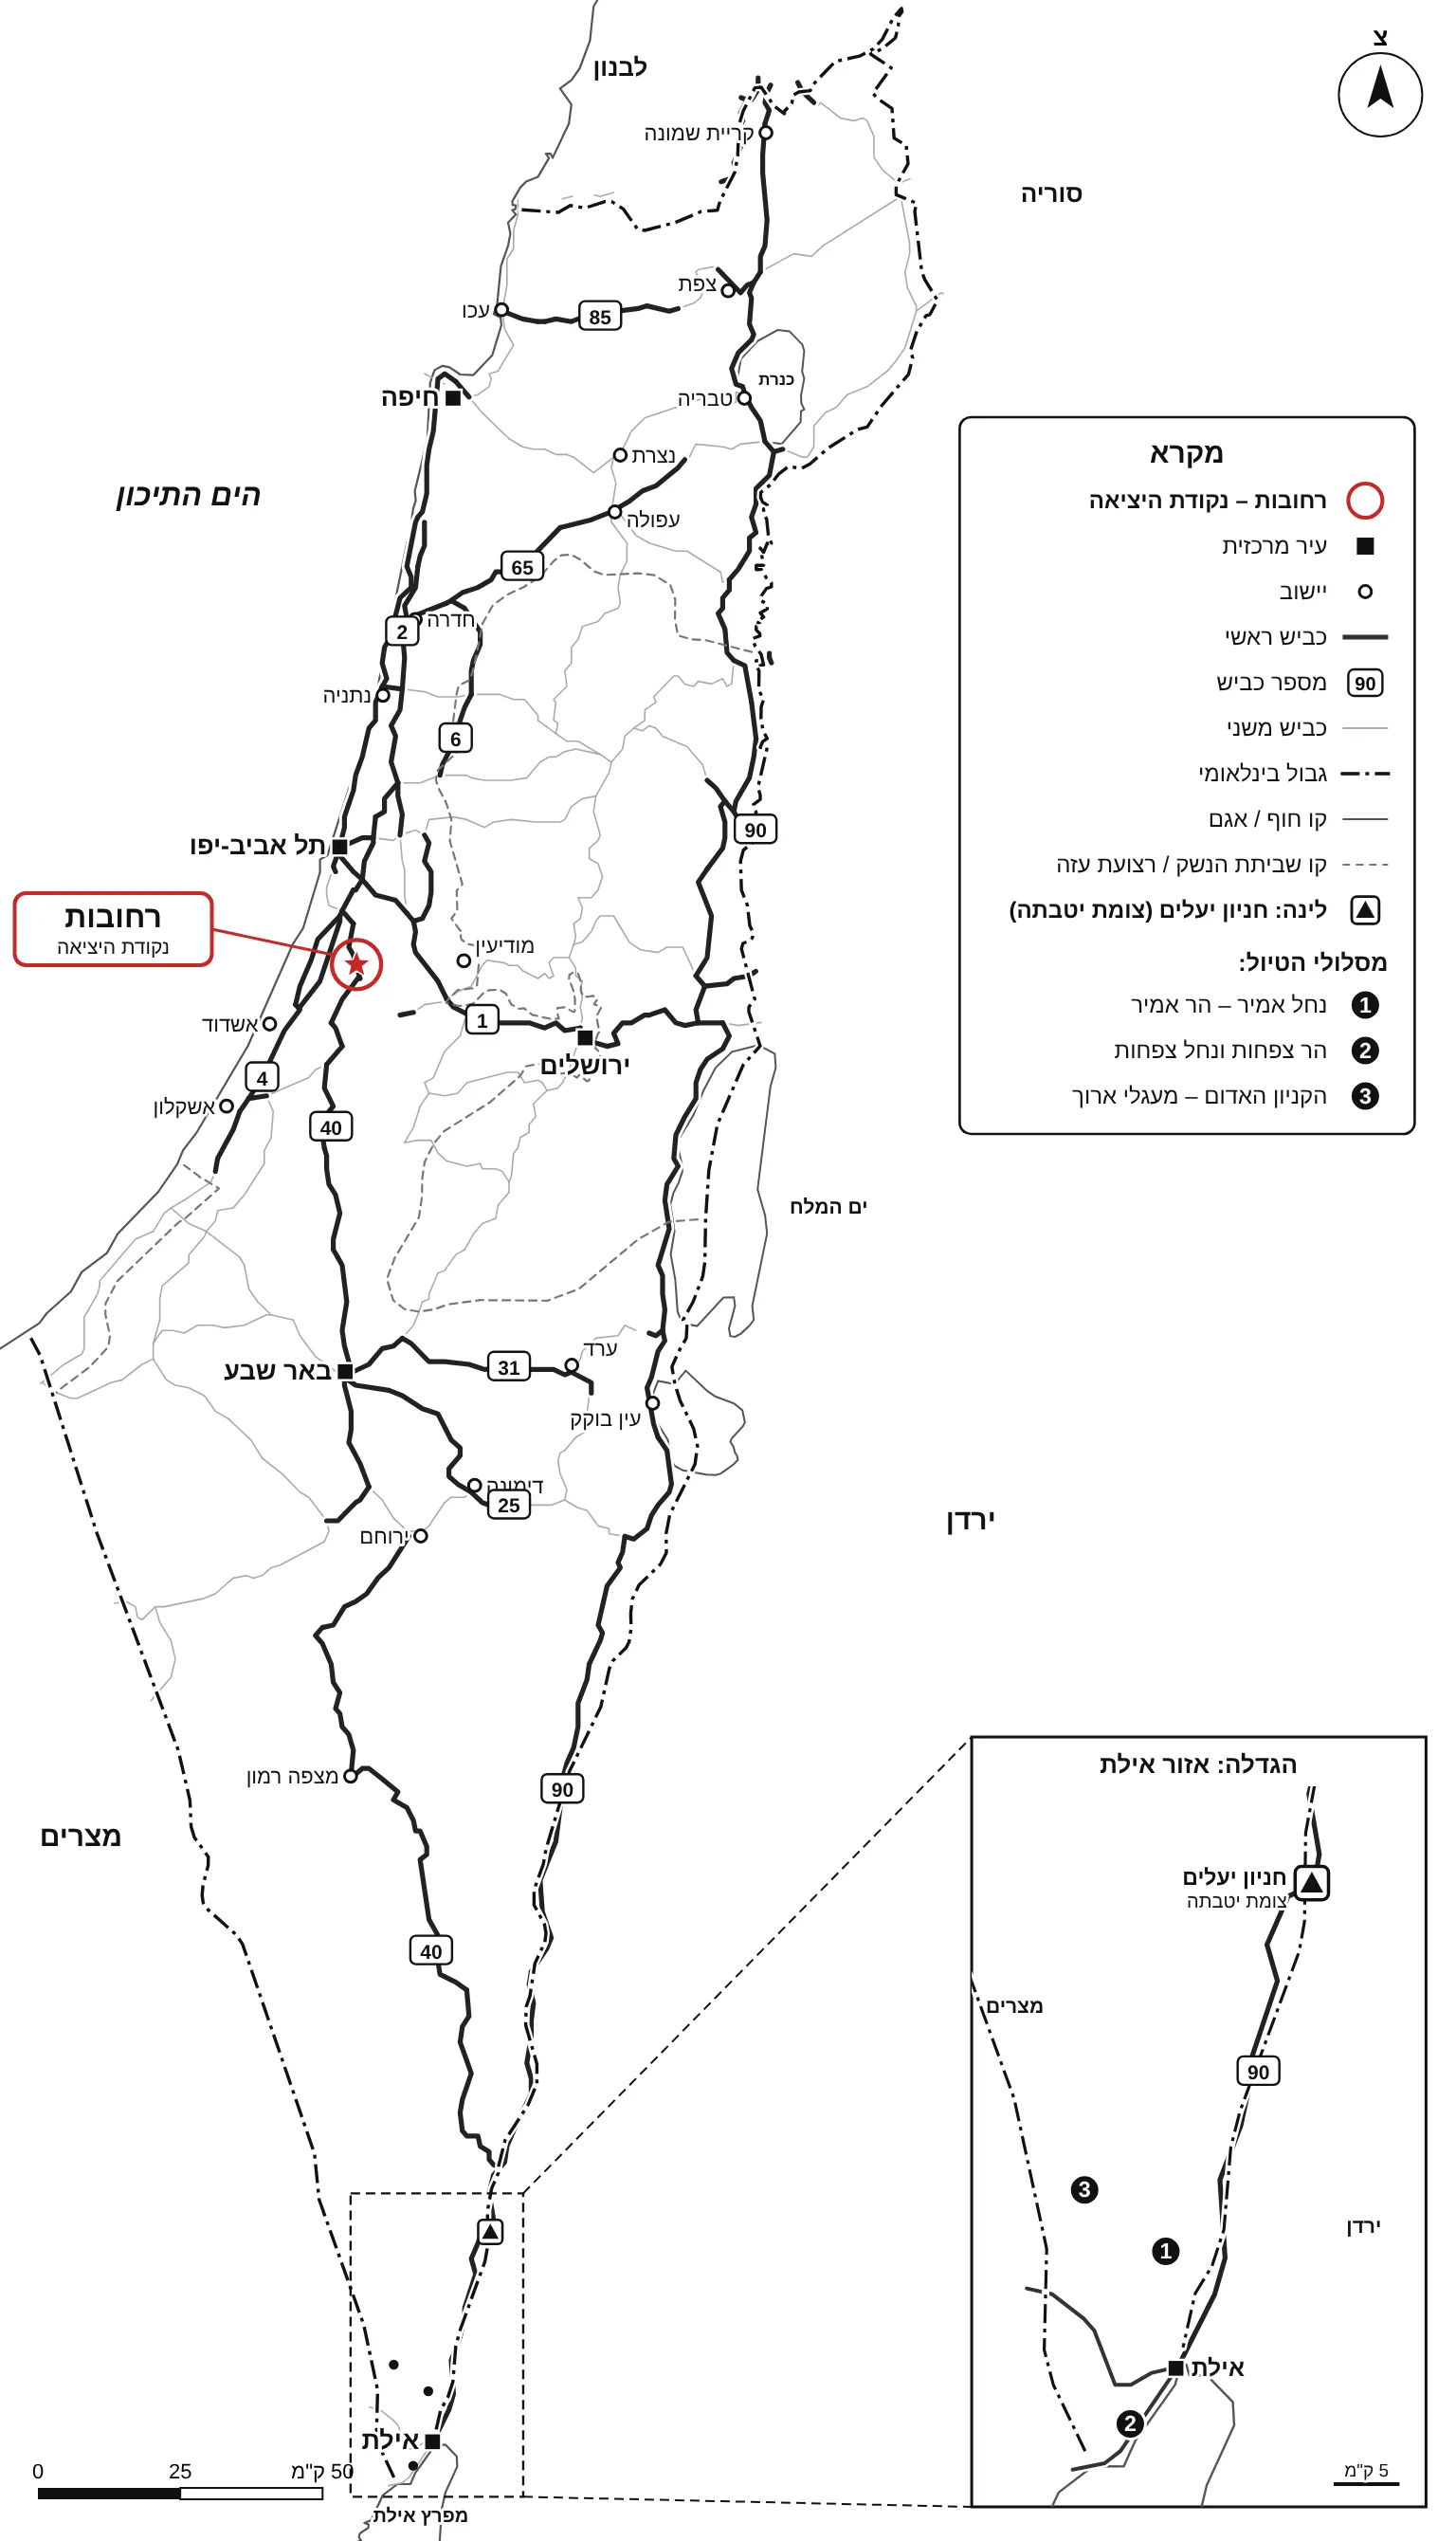 צ
לבנון
קריית שמונה
סוריה
צפת
עכו
85
כנרת
חיפה
טבריה
נצרת
הים התיכון
עפולה
65
חדרה
2
נתניה
6
90
תל אביב-יפו
רחובות
נקודת היציאה
מודיעין
אשדוד
1
ירושלים
4
אשקלון
40
ים המלח
ערד
31
באר שבע
עין בוקק
דימונה
25
ירוחם
ירדן
מצפה רמון
90
מצרים
40
אילת
0 25 50 ק"מ
מפרץ אילת
מקרא
רחובות – נקודת היציאה
עיר מרכזית
יישוב
כביש ראשי
90 מספר כביש
כביש משני
גבול בינלאומי
קו חוף / אגם
קו שביתת הנשק / רצועת עזה
לינה: חניון יעלים (צומת יטבתה)
מסלולי הטיול:
1 נחל אמיר – הר אמיר
2 הר צפחות ונחל צפחות
3 הקניון האדום – מעגלי ארוך
הגדלה: אזור אילת
חניון יעלים
צומת יטבתה
מצרים
90
3
1
ירדן
אילת
2
5 ק"מ